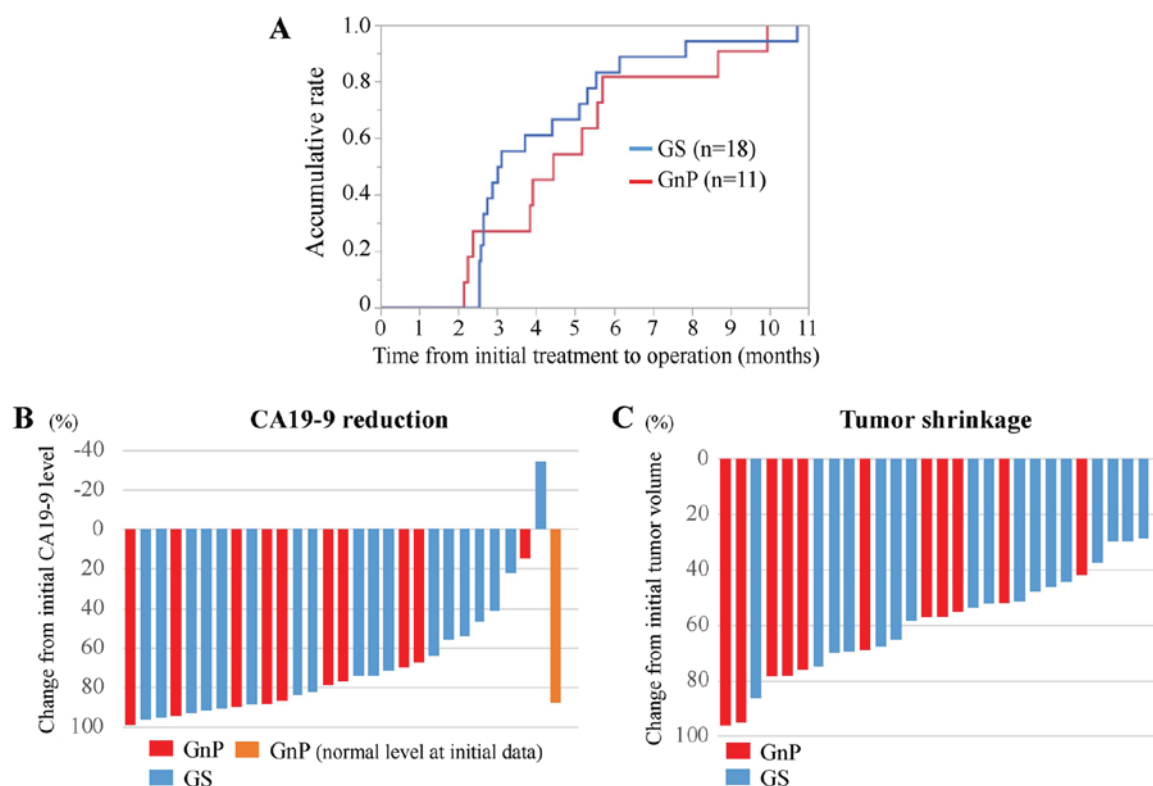 A
Accumulative rate
1.0
0.8
0.6
0.4
0.2
0
GS (n=18)
GnP (n=11)
0 1 2 3 4 5 6 7 8 9 10 11
Time from initial treatment to operation (months)
B (%) CA19-9 reduction
Change from initial CA19-9 level
-40
-20
0
20
40
60
80
100
GnP GnP (normal level at initial data)
GS
C (%) Tumor shrinkage
Change from initial tumor volume
0
20
40
60
80
100
GnP
GS